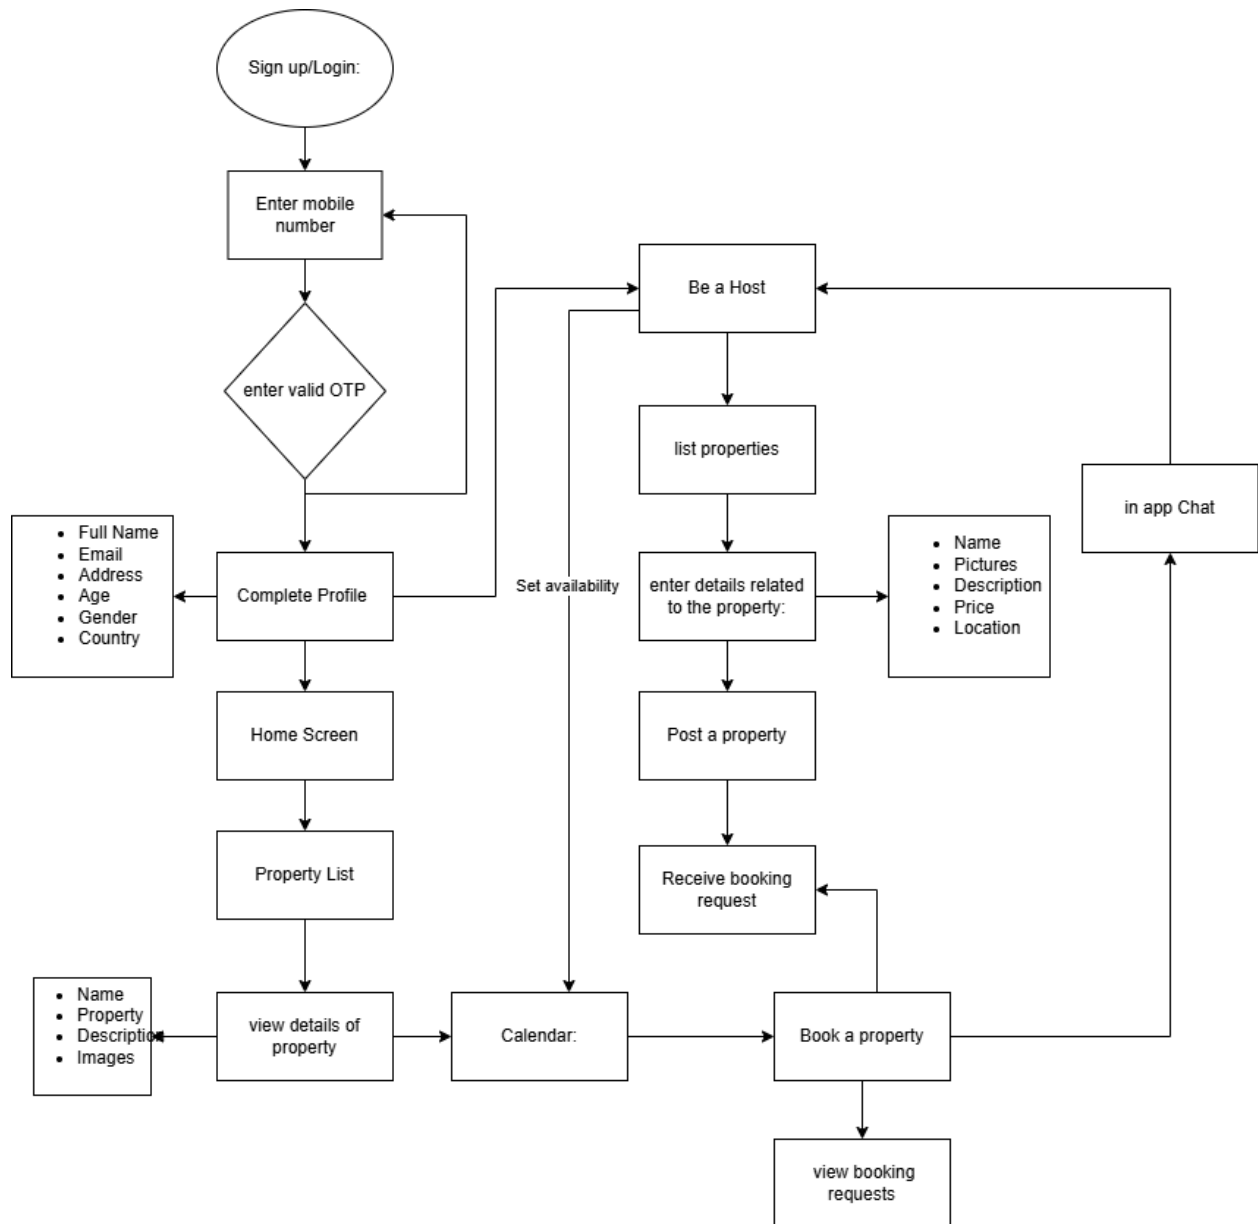 Sign up/Login:
Enter mobile
number
enter valid OTP
Be a Host
list properties
in app Chat
• Full Name
• Email
• Address
• Age
• Gender
• Country
Complete Profile
Set availability
enter details related
to the property:
• Name
• Pictures
• Description
• Price
• Location
Home Screen
Post a property
Property List
Receive booking
request
• Name
• Property
• Description
• Images
view details of
property
Calendar:
Book a property
view booking
requests